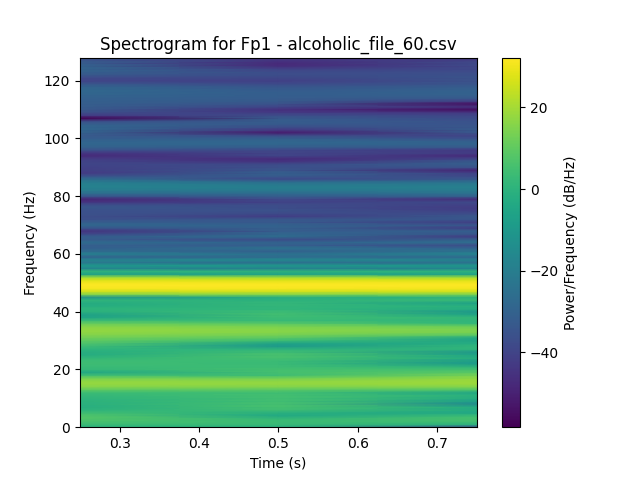 Spectrogram for Fp1 - alcoholic_file_60.csv
120
100
80
60
40
20
0
Frequency (Hz)
0.3 0.4 0.5 0.6 0.7
Time (s)
20
0
−20
−40
Power/Frequency (dB/Hz)